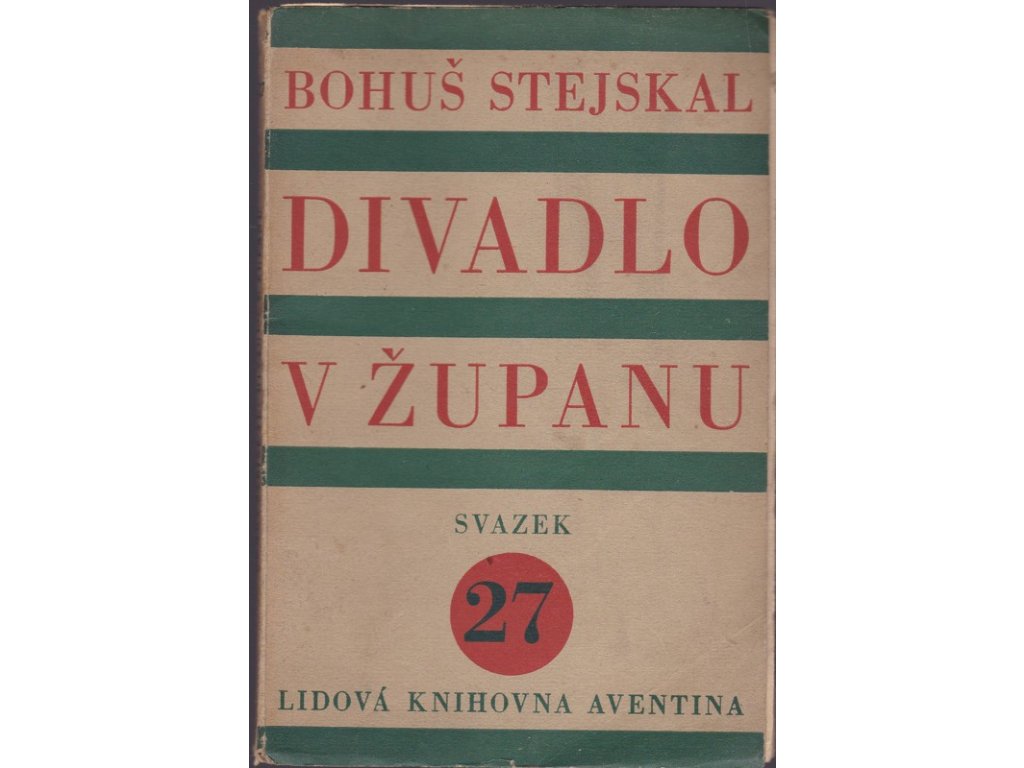 BOHUŠ STEJSKAL
DIVADLO
V ŽUPANU
SVAZEK
27
LIDOVÁ KNIHOVNA AVENTINA